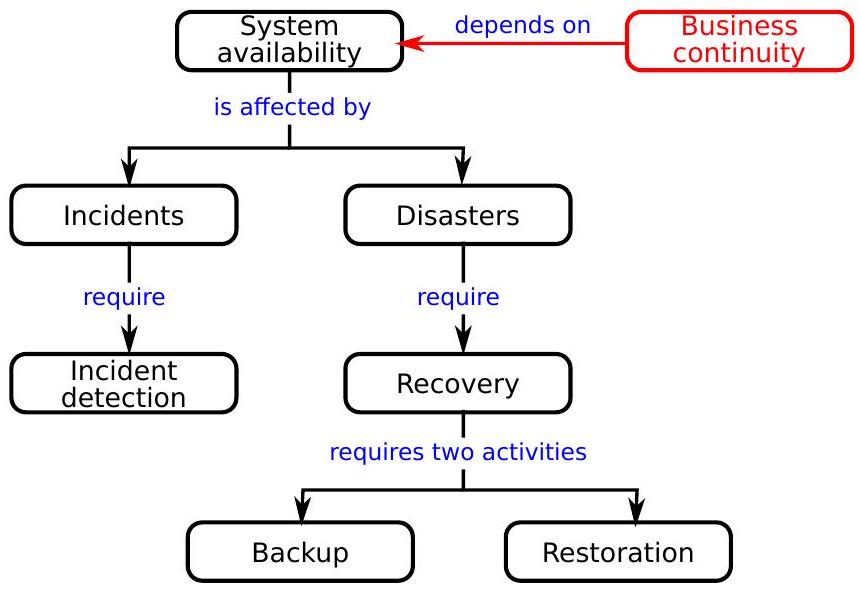 System
availability
depends on
Business
continuity
is affected by
Incidents
Disasters
require
require
Incident
detection
Recovery
requires two activities
Backup
Restoration